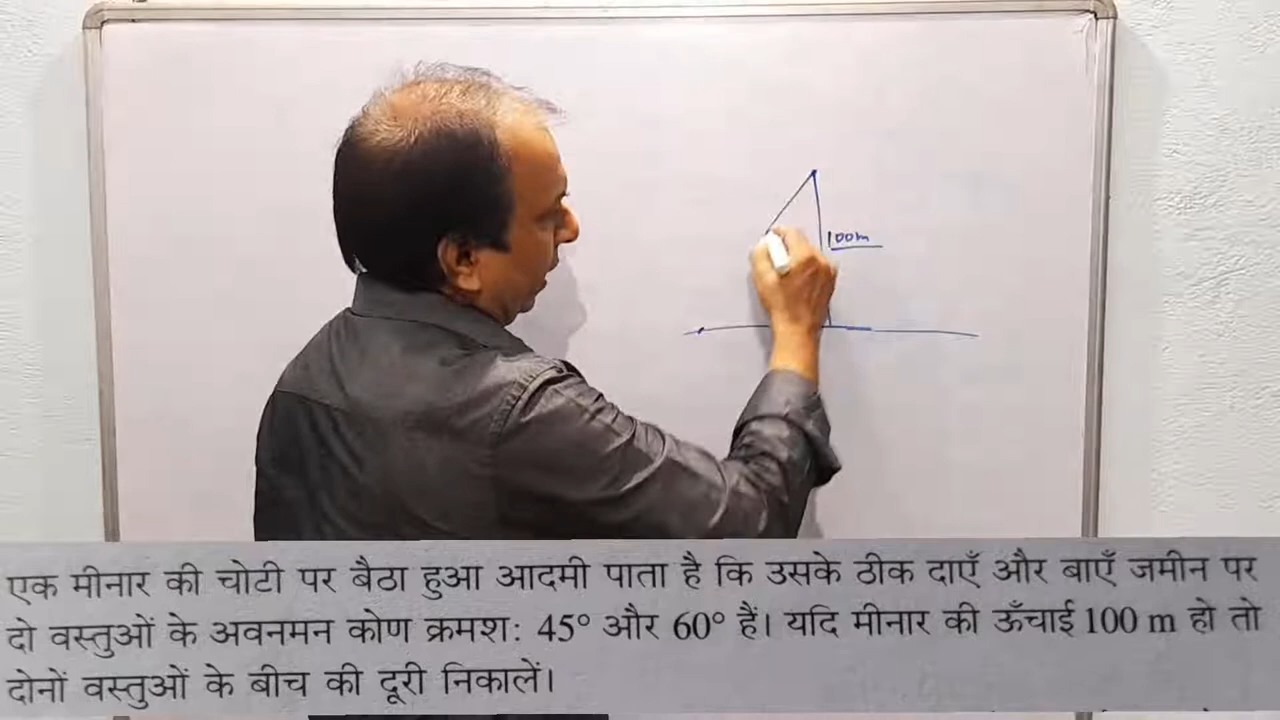 100m
एक मीनार की चोटी पर बैठा हुआ आदमी पाता है कि उसके ठीक दाएँ और बाएँ जमीन पर
दो वस्तुओं के अवनमन कोण क्रमश: 45° और 60° हैं। यदि मीनार की ऊँचाई 100 m हो तो
दोनों वस्तुओं के बीच की दूरी निकालें।